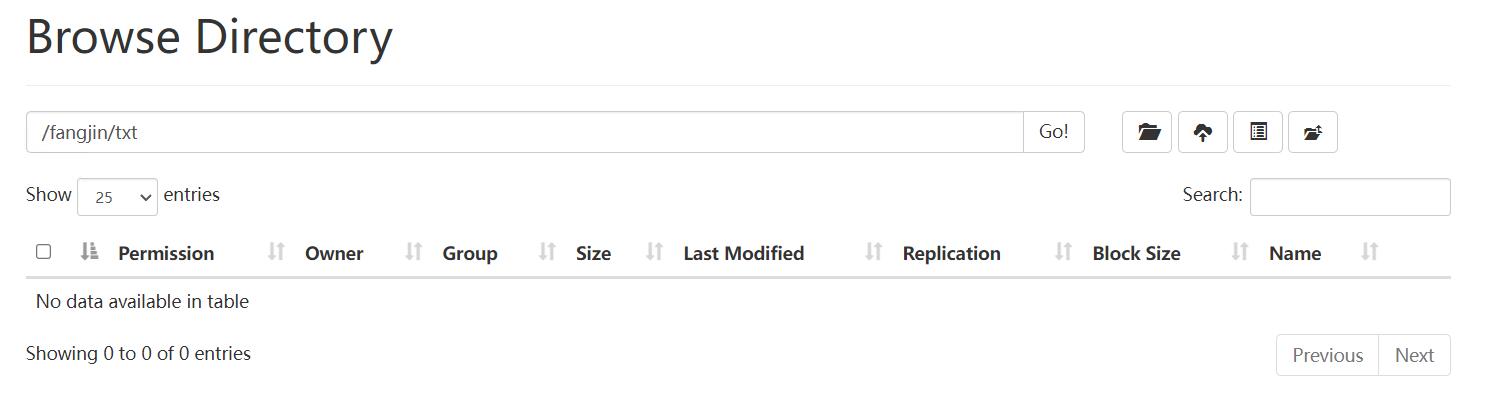 Browse Directory
/fangjin/txt Go!
Show 25 entries Search:
Permission Owner Group Size Last Modified Replication Block Size Name
No data available in table
Showing 0 to 0 of 0 entries Previous Next